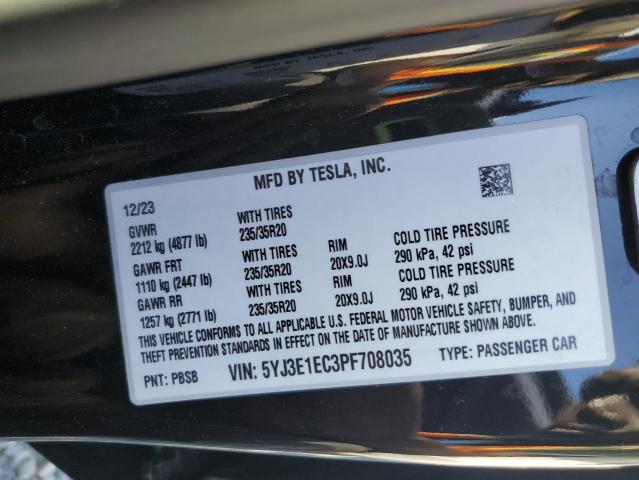 MFD BY TESLA, INC.
12/23
GVWR WITH TIRES
2212 kg (4877 lb) 235/35R20
GAWR FRT WITH TIRES RIM COLD TIRE PRESSURE
1110 kg (2447 lb) 235/35R20 20X9.0J 290 kPa, 42 psi
GAWR RR WITH TIRES RIM COLD TIRE PRESSURE
1257 kg (2771 lb) 235/35R20 20X9.0J 290 kPa, 42 psi
THIS VEHICLE CONFORMS TO ALL APPLICABLE U.S. FEDERAL MOTOR VEHICLE SAFETY, BUMPER, AND
THEFT PREVENTION STANDARDS IN EFFECT ON THE DATE OF MANUFACTURE SHOWN ABOVE.
PNT: PBSB VIN: 5YJ3E1EC3PF708035 TYPE: PASSENGER CAR